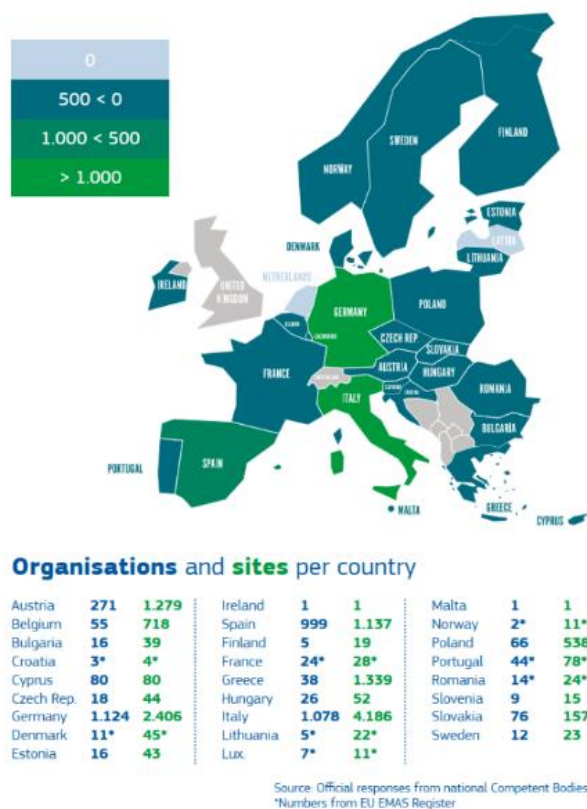 0
500 < 0
1.000 < 500
> 1.000
FINLAND
SWEDEN
NORWAY
ESTONIA
LATVIA
LITHUANIA
DENMARK
IRELAND
UNITED
KINGDOM
NETHERLANDS
GERMANY
POLAND
CZECH REP
SLOVAKIA
AUSTRIA
HUNGARY
FRANCE
ROMANIA
ITALY
BULGARIA
PORTUGAL
SPAIN
MALTA
GREECE
CYPRUS
Organisations and sites per country
Austria 271 1.279
Belgium 55 718
Bulgaria 16 39
Croatia 3* 4*
Cyprus 80 80
Czech Rep. 18 44
Germany 1.124 2.406
Denmark 11* 45*
Estonia 16 43
Ireland 1 1
Spain 999 1.137
Finland 5 19
France 24* 28*
Greece 38 1.339
Hungary 26 52
Italy 1.078 4.186
Lithuania 5* 22*
Lux. 7* 11*
Malta 1 1
Norway 2* 11*
Poland 66 538
Portugal 44* 78*
Romania 14* 24*
Slovenia 9 15
Slovakia 76 157
Sweden 12 23
Source: Official responses from national Competent Bodies
*Numbers from EU EMAS Register